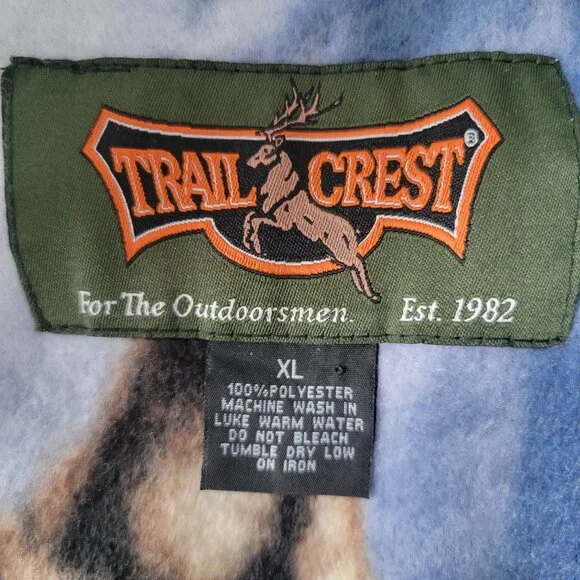 TRAIL CREST®
For The Outdoorsmen. Est. 1982
XL
100%POLYESTER
MACHINE WASH IN
LUKE WARM WATER
DO NOT BLEACH
TUMBLE DRY LOW
ON IRON